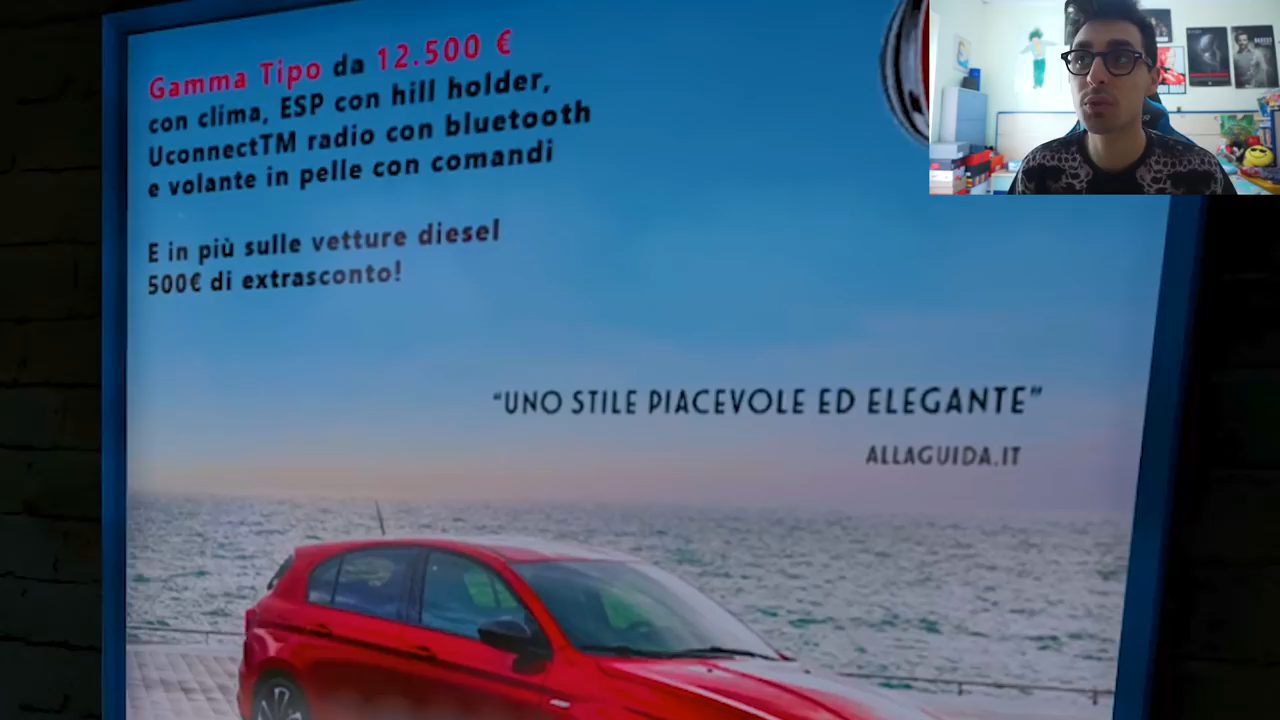 Gamma Tipo da 12.500 €
con clima, ESP con hill holder,
UconnectTM radio con bluetooth
e volante in pelle con comandi
E in più sulle vetture diesel
500€ di extrasconto!
“UNO STILE PIACEVOLE ED ELEGANTE”
ALLAGUIDA.IT